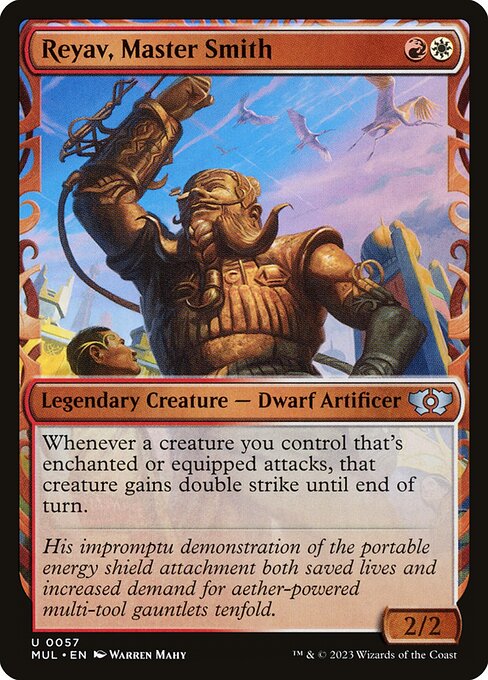 Reyav, Master Smith
Legendary Creature — Dwarf Artificer
Whenever a creature you control that's
enchanted or equipped attacks, that
creature gains double strike until end of
turn.
His impromptu demonstration of the portable
energy shield attachment both saved lives and
increased demand for aether-powered
multi-tool gauntlets tenfold.
2/2
U 0057
MUL • EN Warren Mahy
™ & © 2023 Wizards of the Coast